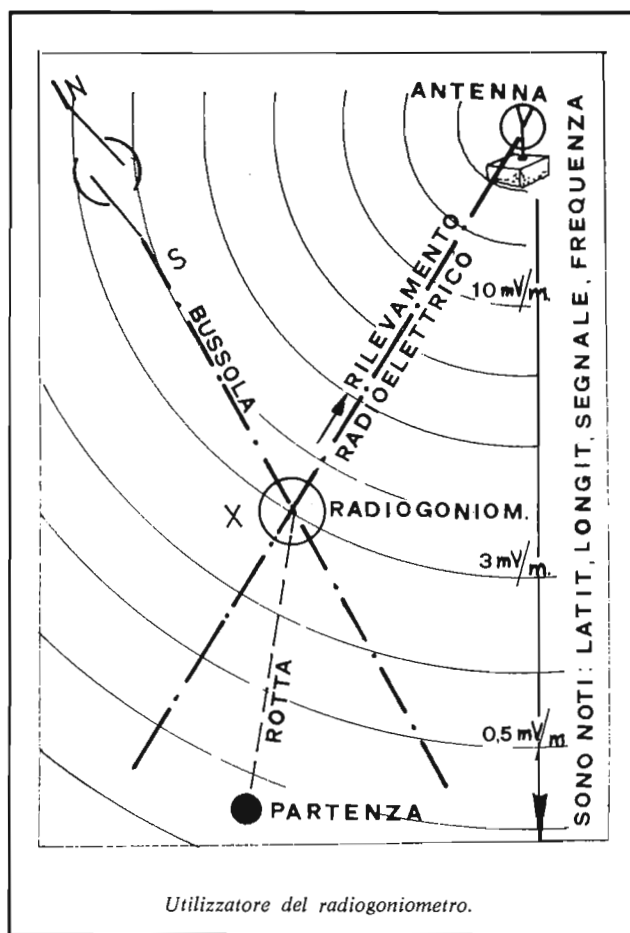 ANTENNA
N
S
BUSSOLA
RILEVAMENTO
RADIOELETTRICO
10 mV/m.
X
RADIOGONIOM.
3 mV/m.
ROTTA
0,5 mV/m
PARTENZA
SONO NOTI: LATIT, LONGIT, SEGNALE, FREQUENZA
Utilizzatore del radiogoniometro.